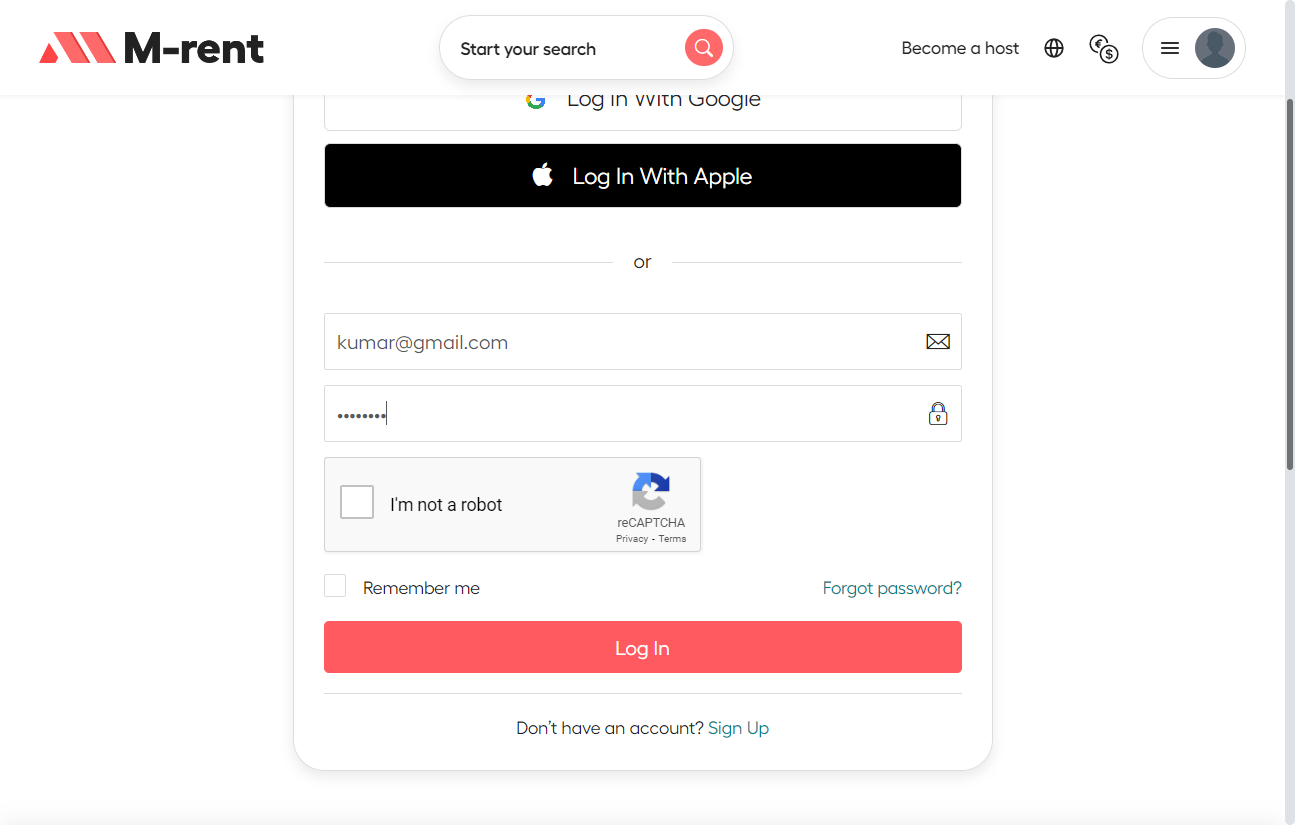 M-rent
Start your search
Become a host
Log In With Google
Log In With Apple
or
kumar@gmail.com
••••••••
I'm not a robot
reCAPTCHA
Privacy - Terms
Remember me
Forgot password?
Log In
Don't have an account? Sign Up